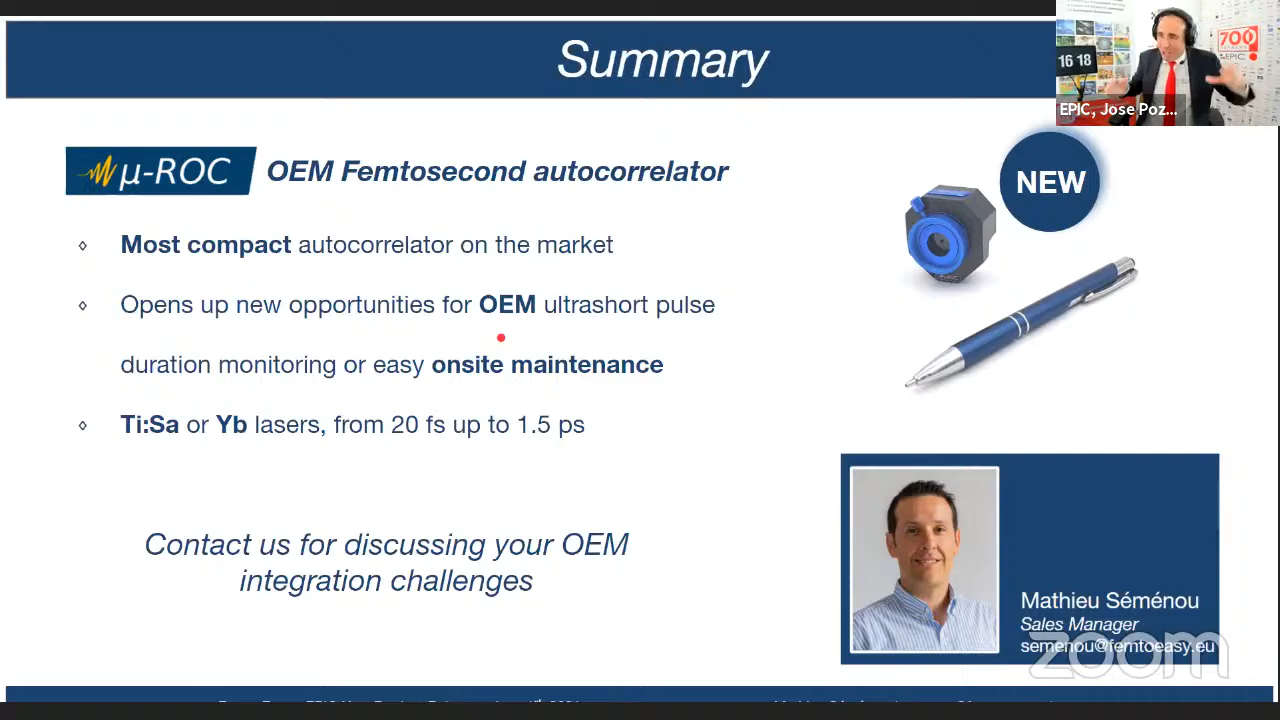 Summary
16 18
700
EPIC
EPIC, Jose Poz...
µ-ROC
OEM Femtosecond autocorrelator
NEW
Most compact autocorrelator on the market
Opens up new opportunities for OEM ultrashort pulse
duration monitoring or easy onsite maintenance
Ti:Sa or Yb lasers, from 20 fs up to 1.5 ps
Contact us for discussing your OEM
integration challenges
Mathieu Séménou
Sales Manager
semenou@femtoeasy.eu
zoom